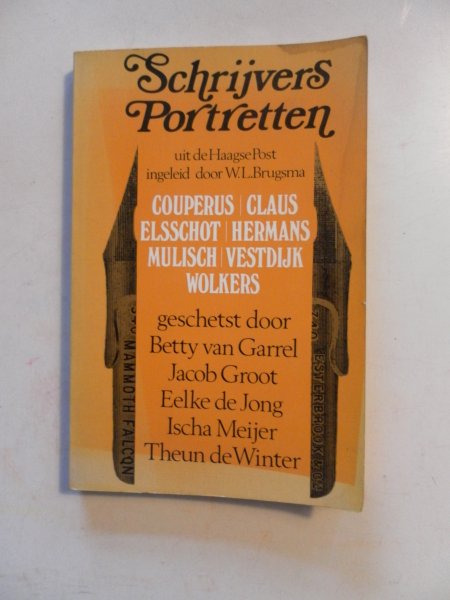 Schrijvers
Portretten
uit de Haagse Post
ingeleid door W.L. Brugsma
COUPERUS | CLAUS
ELSSCHOT | HERMANS
MULISCH | VESTDIJK
WOLKERS
geschetst door
Betty van Garrel
Jacob Groot
Eelke de Jong
Ischa Meijer
Theun de Winter
MAMMOTH FALCON